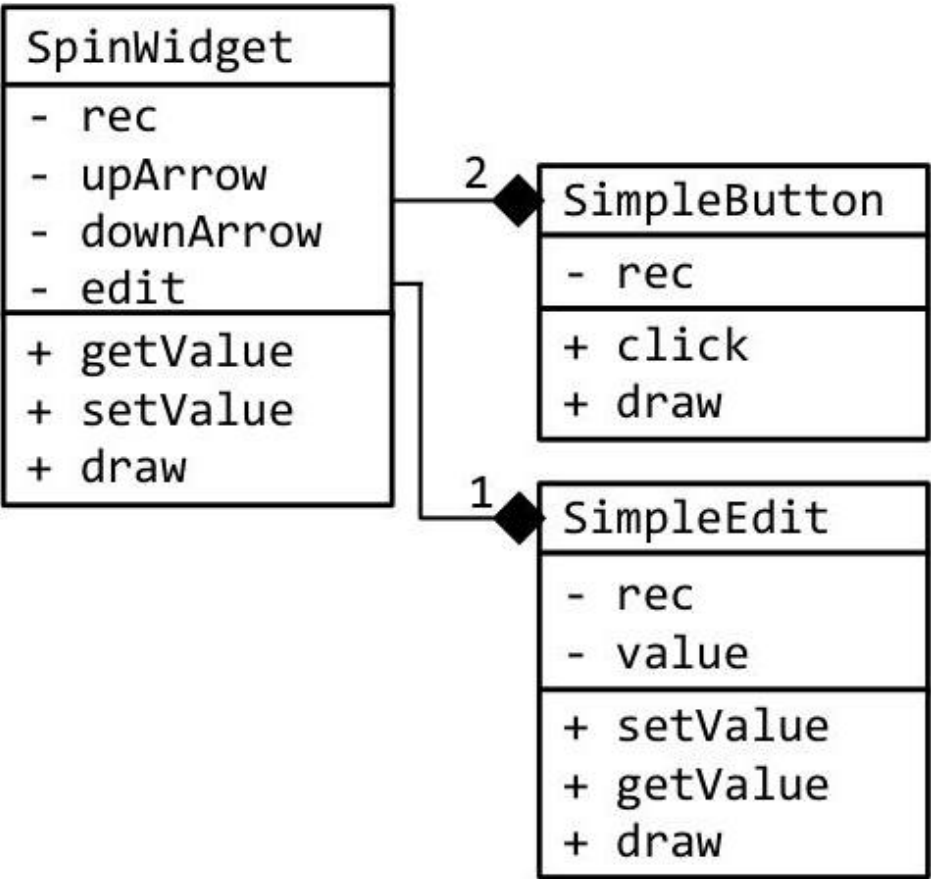 SpinWidget
- rec
- upArrow
- downArrow
- edit
+ getValue
+ setValue
+ draw
2
SimpleButton
- rec
+ click
+ draw
1
SimpleEdit
- rec
- value
+ setValue
+ getValue
+ draw